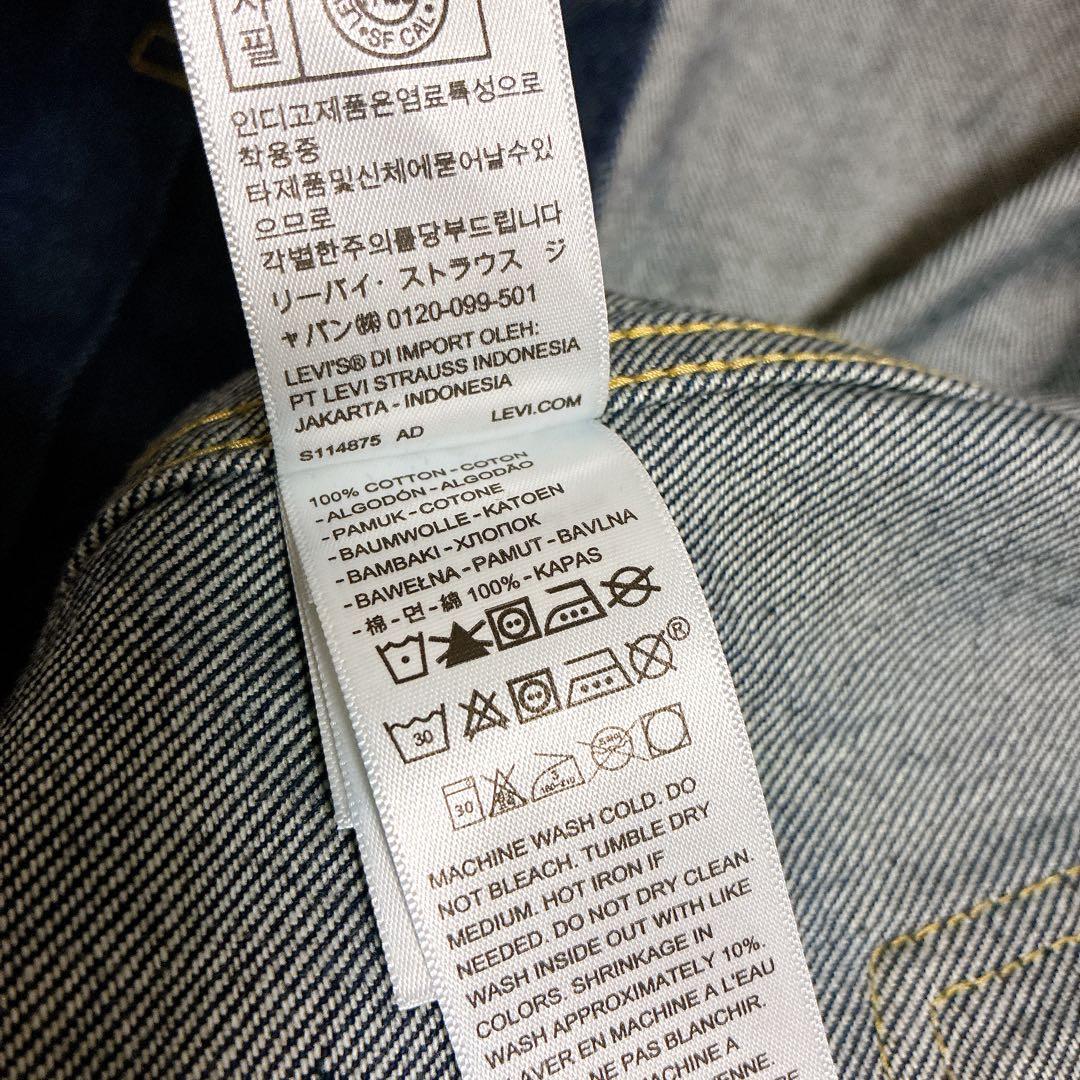 필
SF CAL
인디고제품은염료특성으로
착용중
타제품및신체에묻어날수있
으므로
각별한주의를당부드립니다
リーバイ・ストラウス ジ
ャパン㈱ 0120-099-501
LEVI'S® DI IMPORT OLEH:
PT LEVI STRAUSS INDONESIA
JAKARTA - INDONESIA
LEVI.COM
S114875 AD
100% COTTON - COTON
- ALGODÓN - ALGODÃO
- PAMUK - COTONE
- BAUMWOLLE - KATOEN
- BAMBAKI - ХЛОПОК
- BAWEŁNA - PAMUT - BAVLNA
- 棉 - 면 - 綿 100% - KAPAS
®
30
30
MACHINE WASH COLD. DO
NOT BLEACH. TUMBLE DRY
MEDIUM. HOT IRON IF
NEEDED. DO NOT DRY CLEAN.
WASH INSIDE OUT WITH LIKE
COLORS. SHRINKAGE IN
WASH APPROXIMATELY 10%.
LAVER EN MACHINE A L'EAU
NE PAS BLANCHIR.
MACHINE A